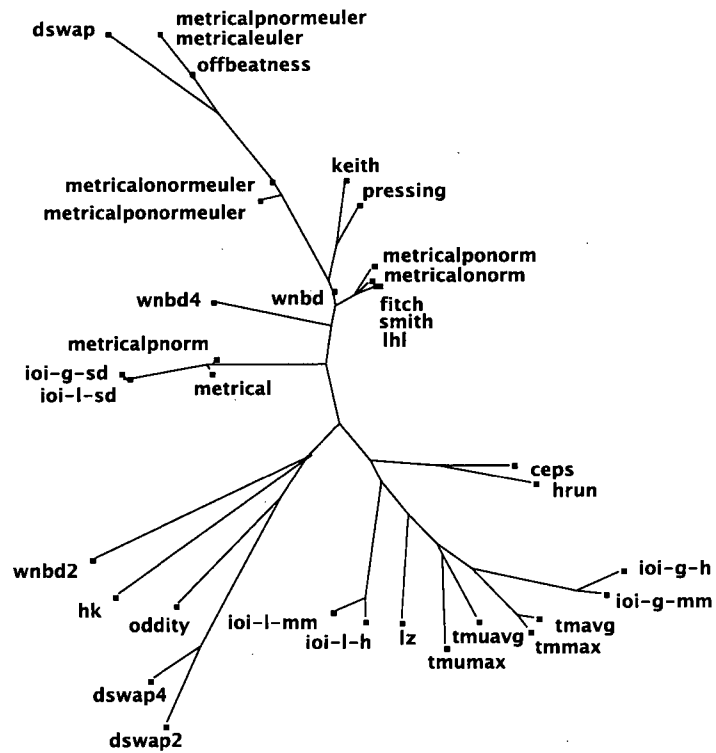 metricalpnormeuler
dswap
metricaleuler
offbeatness
keith
metricalonormeuler
pressing
metricalponormeuler
metricalponorm
metricalonorm
wnbd4
wnbd
fitch
smith
lhl
metricalpnorm
ioi-g-sd
metrical
ioi-l-sd
ceps
hrun
wnbd2
ioi-g-h
hk
ioi-g-mm
oddity
ioi-l-mm
tmavg
ioi-l-h
lz
tmuavg
tmmax
tmumax
dswap4
dswap2